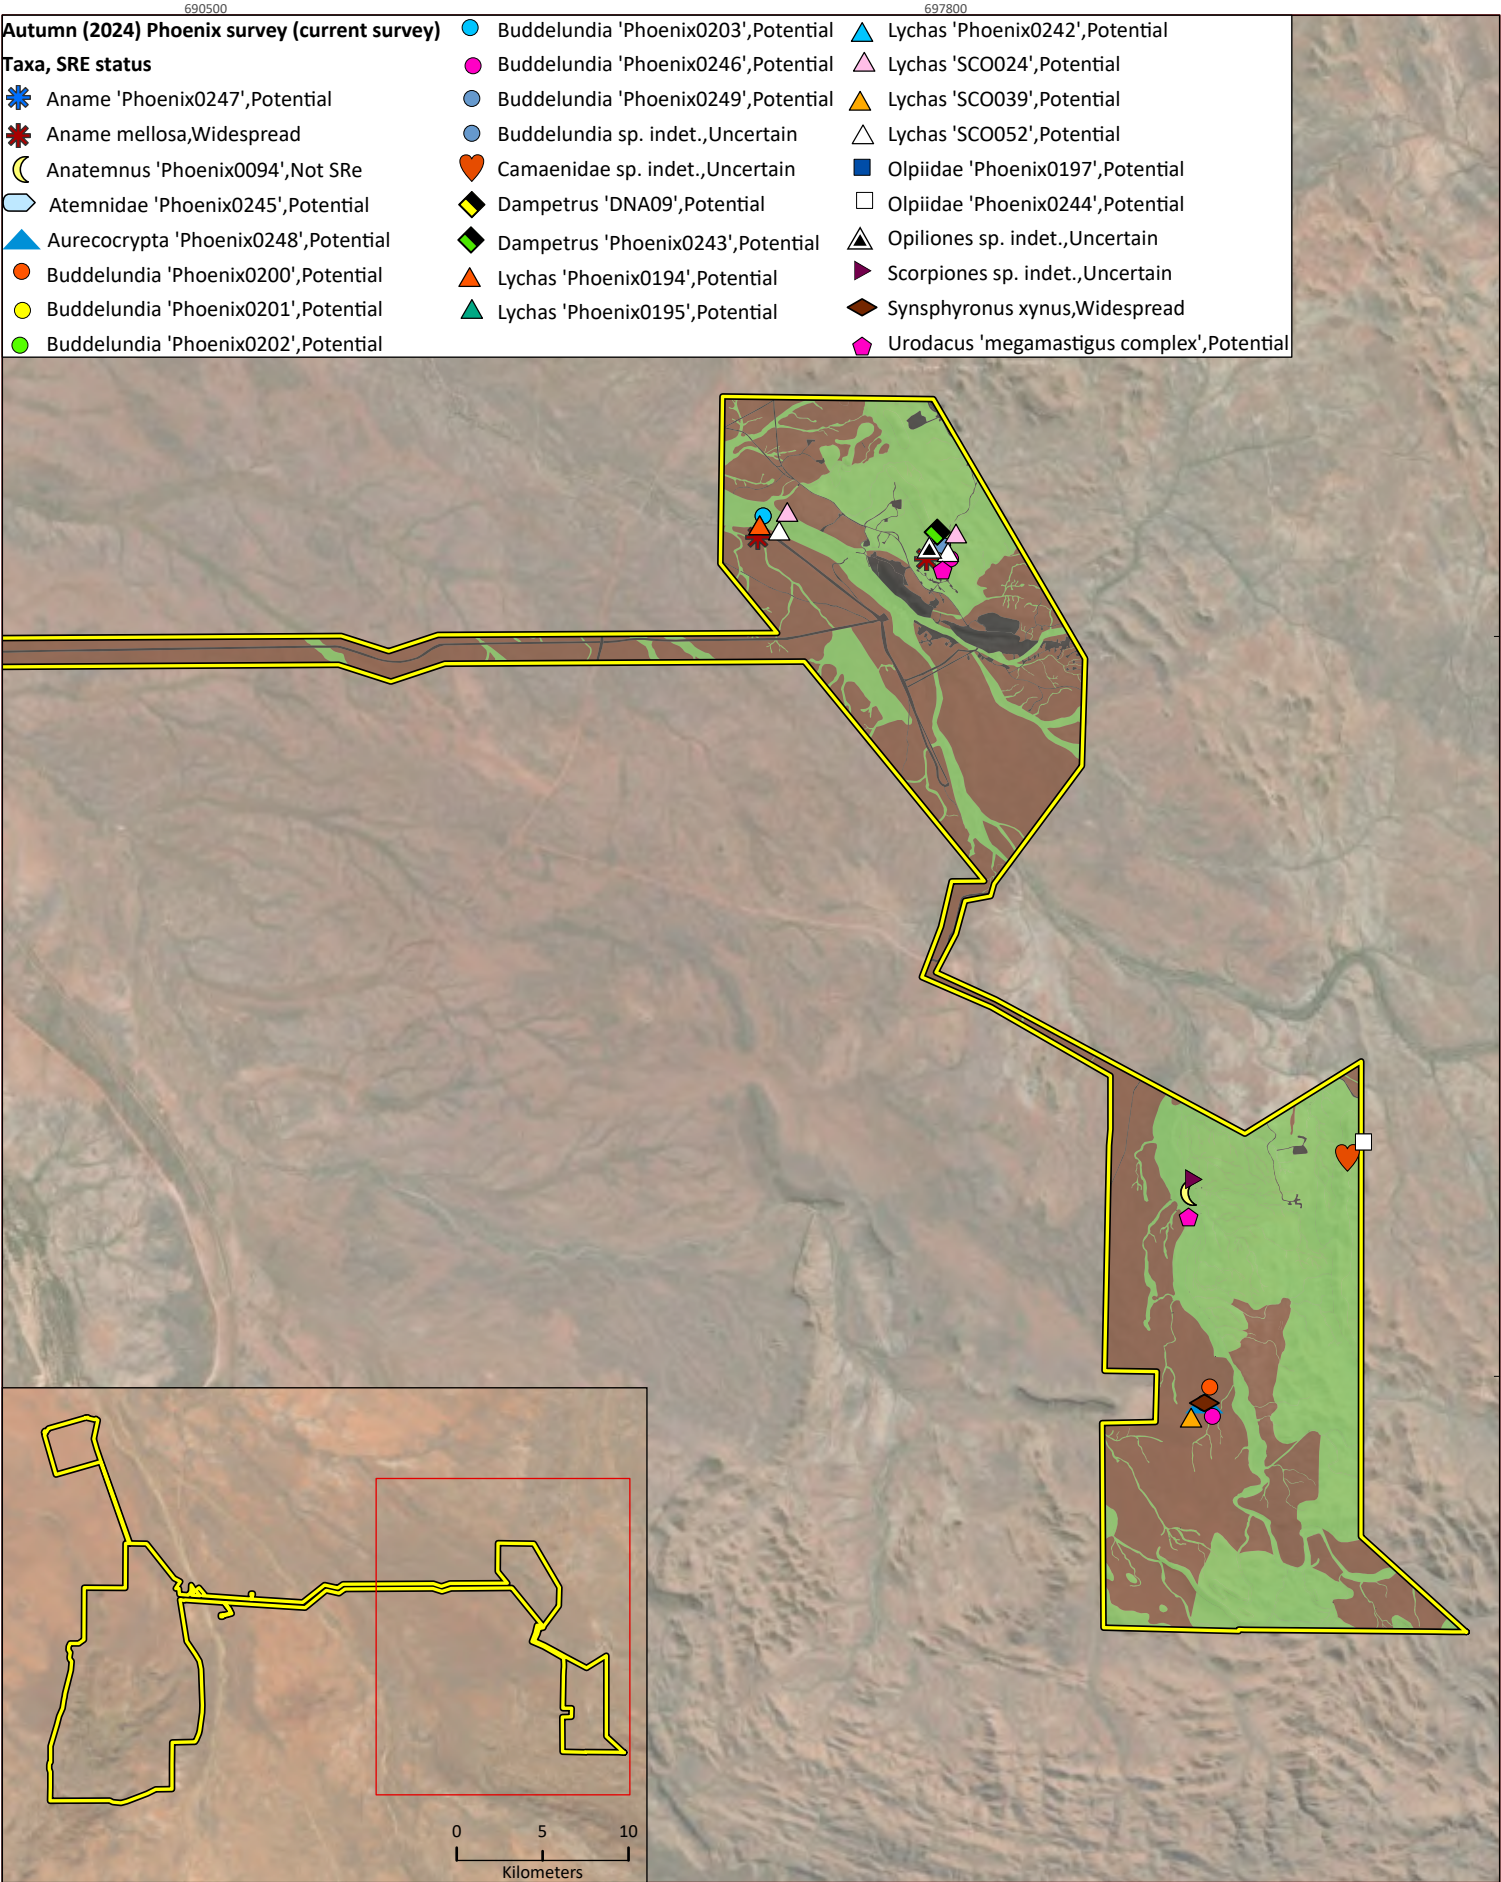 690500
697800
Autumn (2024) Phoenix survey (current survey)
Taxa, SRE status
Aname 'Phoenix0247',Potential
Aname mellosa,Widespread
Anatemnus 'Phoenix0094',Not SRe
Atemnidae 'Phoenix0245',Potential
Aurecocrypta 'Phoenix0248',Potential
Buddelundia 'Phoenix0200',Potential
Buddelundia 'Phoenix0201',Potential
Buddelundia 'Phoenix0202',Potential
Buddelundia 'Phoenix0203',Potential
Buddelundia 'Phoenix0246',Potential
Buddelundia 'Phoenix0249',Potential
Buddelundia sp. indet.,Uncertain
Camaenidae sp. indet.,Uncertain
Dampetrus 'DNA09',Potential
Dampetrus 'Phoenix0243',Potential
Lychas 'Phoenix0194',Potential
Lychas 'Phoenix0195',Potential
Lychas 'Phoenix0242',Potential
Lychas 'SCO024',Potential
Lychas 'SCO039',Potential
Lychas 'SCO052',Potential
Olpiidae 'Phoenix0197',Potential
Olpiidae 'Phoenix0244',Potential
Opiliones sp. indet.,Uncertain
Scorpiones sp. indet.,Uncertain
Synsphyronus xynus,Widespread
Urodacus 'megamastigus complex',Potential
0 5 10
Kilometers